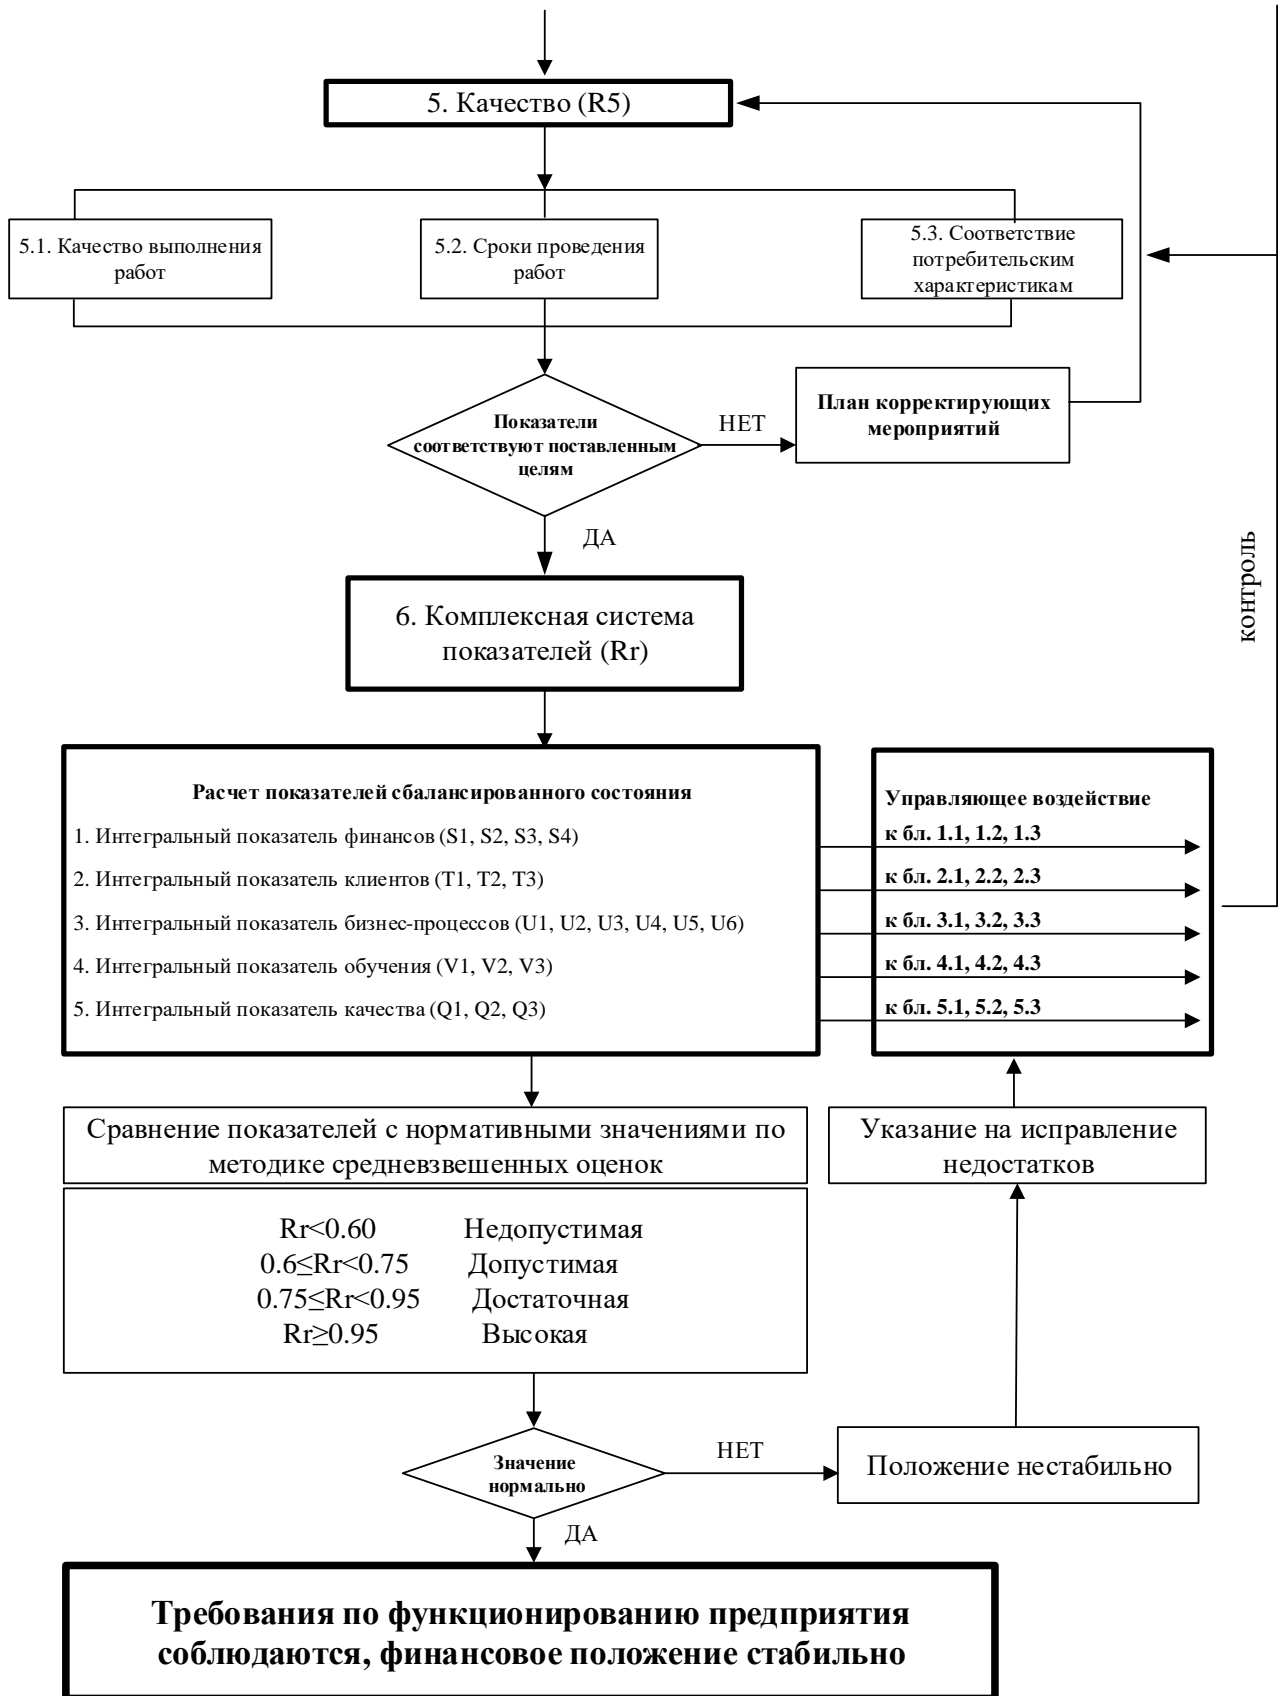 5. Качество (R5)
5.1. Качество выполнения
работ
5.2. Сроки проведения
работ
5.3. Соответствие
потребительским
характеристикам
Показатели
соответствуют поставленным
целям
НЕТ
План корректирующих
мероприятий
ДА
контроль
6. Комплексная система
показателей (Rr)
Расчет показателей сбалансированного состояния
1. Интегральный показатель финансов (S1, S2, S3, S4)
2. Интегральный показатель клиентов (T1, T2, T3)
3. Интегральный показатель бизнес-процессов (U1, U2, U3, U4, U5, U6)
4. Интегральный показатель обучения (V1, V2, V3)
5. Интегральный показатель качества (Q1, Q2, Q3)
Управляющее воздействие
к бл. 1.1, 1.2, 1.3
к бл. 2.1, 2.2, 2.3
к бл. 3.1, 3.2, 3.3
к бл. 4.1, 4.2, 4.3
к бл. 5.1, 5.2, 5.3
Сравнение показателей с нормативными значениями по
методике средневзвешенных оценок
Указание на исправление
недостатков
Rr<0.60 Недопустимая
0.6≤Rr<0.75 Допустимая
0.75≤Rr<0.95 Достаточная
Rr≥0.95 Высокая
Значение
нормально
НЕТ
Положение нестабильно
ДА
Требования по функционированию предприятия
соблюдаются, финансовое положение стабильно